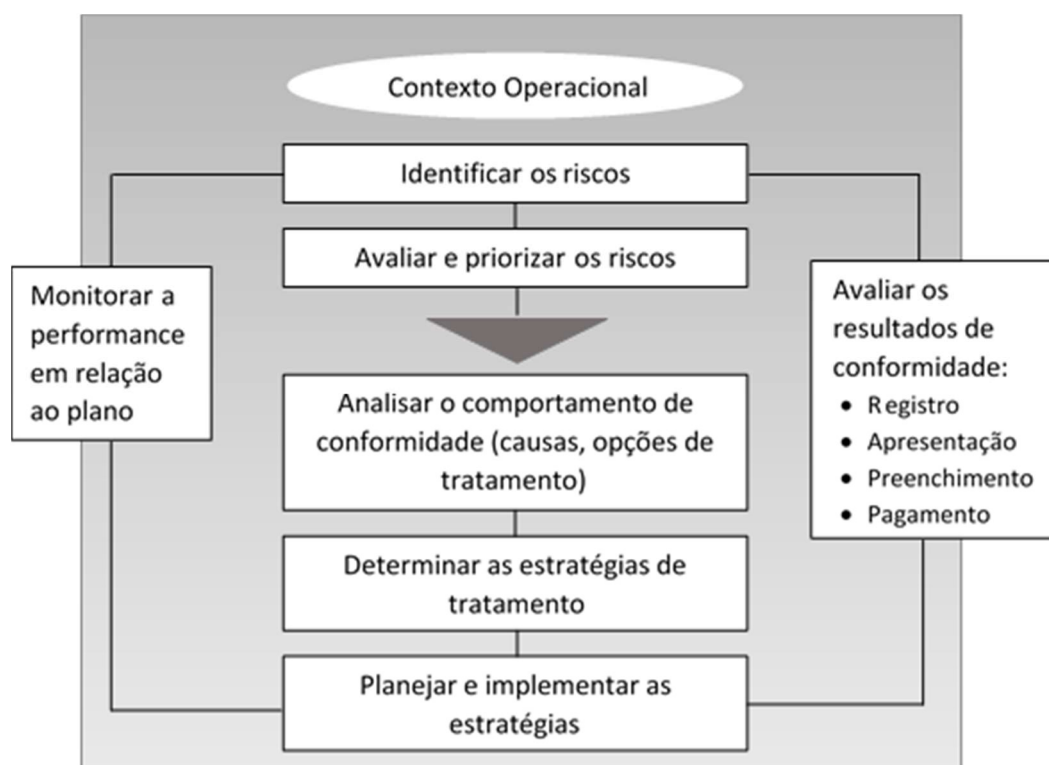 Contexto Operacional
Identificar os riscos
Avaliar e priorizar os riscos
Monitorar a
performance
em relação
ao plano
Avaliar os
resultados de
conformidade:
• Registro
• Apresentação
• Preenchimento
• Pagamento
Analisar o comportamento de
conformidade (causas, opções de
tratamento)
Determinar as estratégias de
tratamento
Planejar e implementar as
estratégias